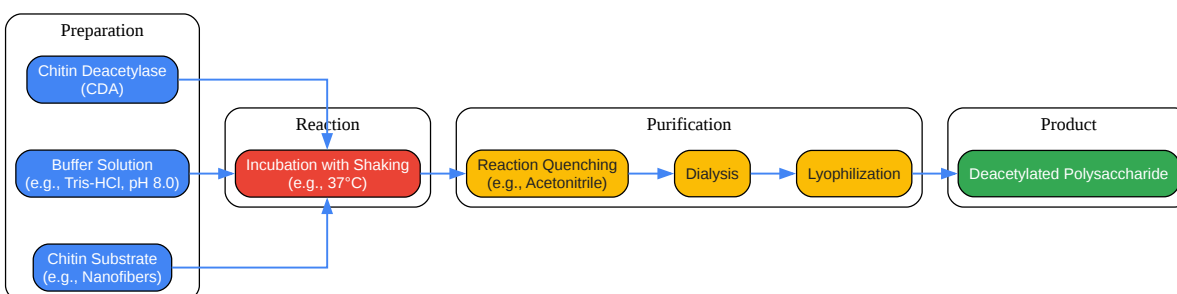 Preparation
Chitin Deacetylase
(CDA)
Buffer Solution
(e.g., Tris-HCl, pH 8.0)
Chitin Substrate
(e.g., Nanofibers)
Reaction
Incubation with Shaking
(e.g., 37°C)
Purification
Reaction Quenching
(e.g., Acetonitrile)
Dialysis
Lyophilization
Product
Deacetylated Polysaccharide